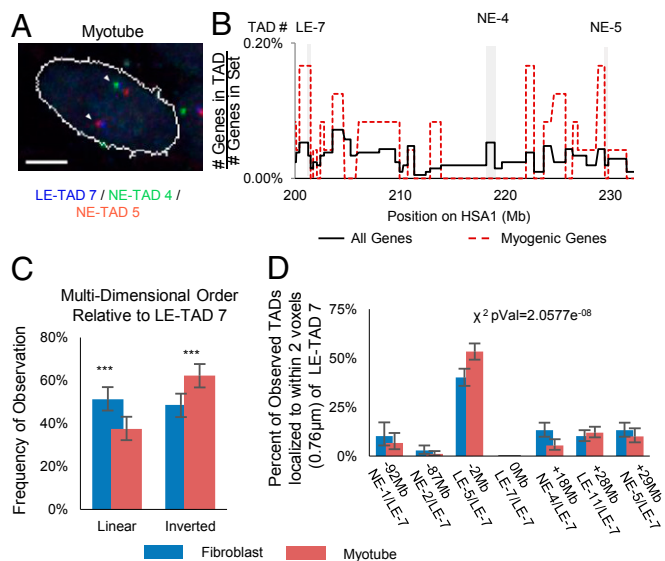 A
Myotube
LE-TAD 7 / NE-TAD 4 /
NE-TAD 5
B
TAD # LE-7 NE-4 NE-5
0.20%
# Genes in TAD
# Genes in Set
0.00%
200 210 220 230
Position on HSA1 (Mb)
All Genes Myogenic Genes
C
Multi-Dimensional Order
Relative to LE-TAD 7
Frequency of Observation
80%
60%
40%
20%
0%
*** ***
Linear Inverted
D
Percent of Observed TADs
localized to within 2 voxels
(0.76μm) of LE-TAD 7
75%
50%
25%
0%
χ² pVal=2.0577e⁻⁰⁸
-92Mb
NE-1/LE-7
-87Mb
NE-2/LE-7
-2Mb
LE-5/LE-7
0Mb
LE-7/LE-7
+18Mb
NE-4/LE-7
+28Mb
LE-11/LE-7
+29Mb
NE-5/LE-7
Fibroblast Myotube